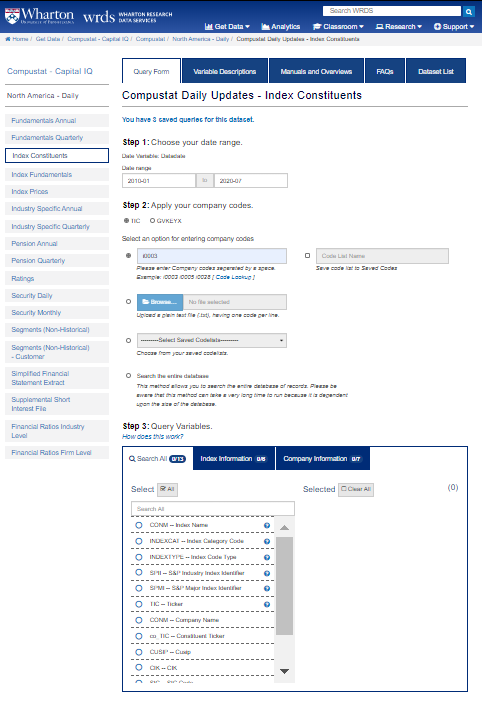 Wharton
UNIVERSITY of PENNSYLVANIA
wrds
WHARTON RESEARCH
DATA SERVICES
Search WRDS
Get Data
Analytics
Classroom
Research
Support
Home / Get Data / Compustat - Capital IQ / Compustat / North America - Daily / Compustat Daily Updates - Index Constituents
Compustat - Capital IQ
North America - Daily
Fundamentals Annual
Fundamentals Quarterly
Index Constituents
Index Fundamentals
Index Prices
Industry Specific Annual
Industry Specific Quarterly
Pension Annual
Pension Quarterly
Ratings
Security Daily
Security Monthly
Segments (Non-Historical)
Segments (Non-Historical)
- Customer
Simplified Financial
Statement Extract
Supplemental Short
Interest File
Financial Ratios Industry
Level
Financial Ratios Firm Level
Query Form
Variable Descriptions
Manuals and Overviews
FAQs
Dataset List
Compustat Daily Updates - Index Constituents
You have 3 saved queries for this dataset.
Step 1: Choose your date range.
Date Variable: Datadate
Date range
2010-01
to
2020-07
Step 2: Apply your company codes.
TIC
GVKEYX
Select an option for entering company codes
i0003
Code List Name
Please enter Company codes separated by a space.
Save code list to Saved Codes
Example: i0003 i0005 i0028 [ Code Lookup ]
Browse...
No file selected
Upload a plain text file (.txt), having one code per line.
---------Select Saved Codelists---------
Choose from your saved codelists.
Search the entire database
This method allows you to search the entire database of records. Please be
aware that this method can take a very long time to run because it is dependent
upon the size of the database.
Step 3: Query Variables.
How does this work?
Search All 0/13
Index Information 0/6
Company Information 0/7
Select
All
Selected
Clear All
(0)
Search All
CONM -- Index Name
INDEXCAT -- Index Category Code
INDEXTYPE -- Index Code Type
SPII -- S&P Industry Index Identifier
SPMI -- S&P Major Index Identifier
TIC -- Ticker
CONM -- Company Name
co_TIC -- Constituent Ticker
CUSIP -- Cusip
CIK -- CIK
SIC -- SIC Code